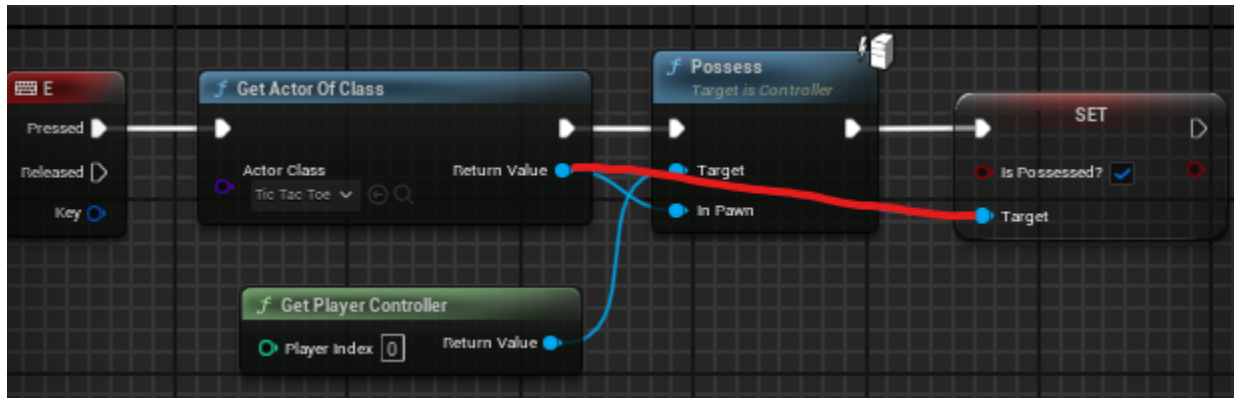 E
Pressed
Released
Key
Get Actor Of Class
Actor Class
Tic Tac Toe
Return Value
Get Player Controller
Player Index 0
Return Value
Possess
Target is Controller
Target
In Pawn
SET
Is Possessed?
Target